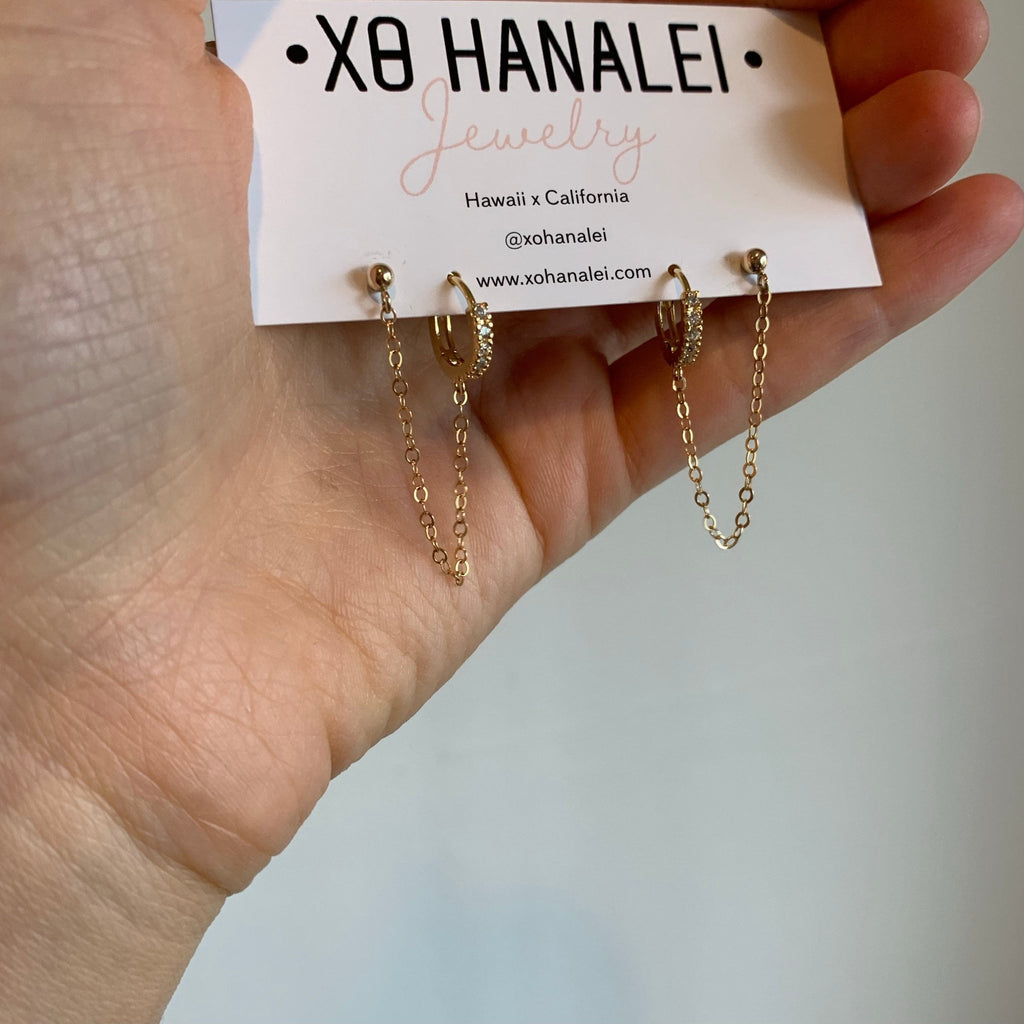 •XO HANALEI•
Jewelry
Hawaii x California
@xohanalei
www.xohanalei.com